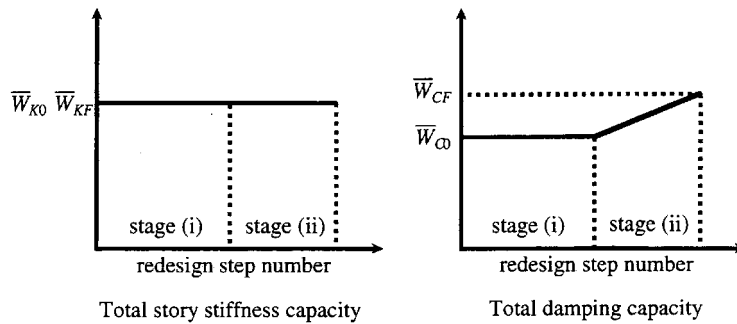 W̅_{K0} W̅_{KF}
stage (i)
stage (ii)
redesign step number
Total story stiffness capacity
W̅_{CF}
W̅_{C0}
stage (i)
stage (ii)
redesign step number
Total damping capacity